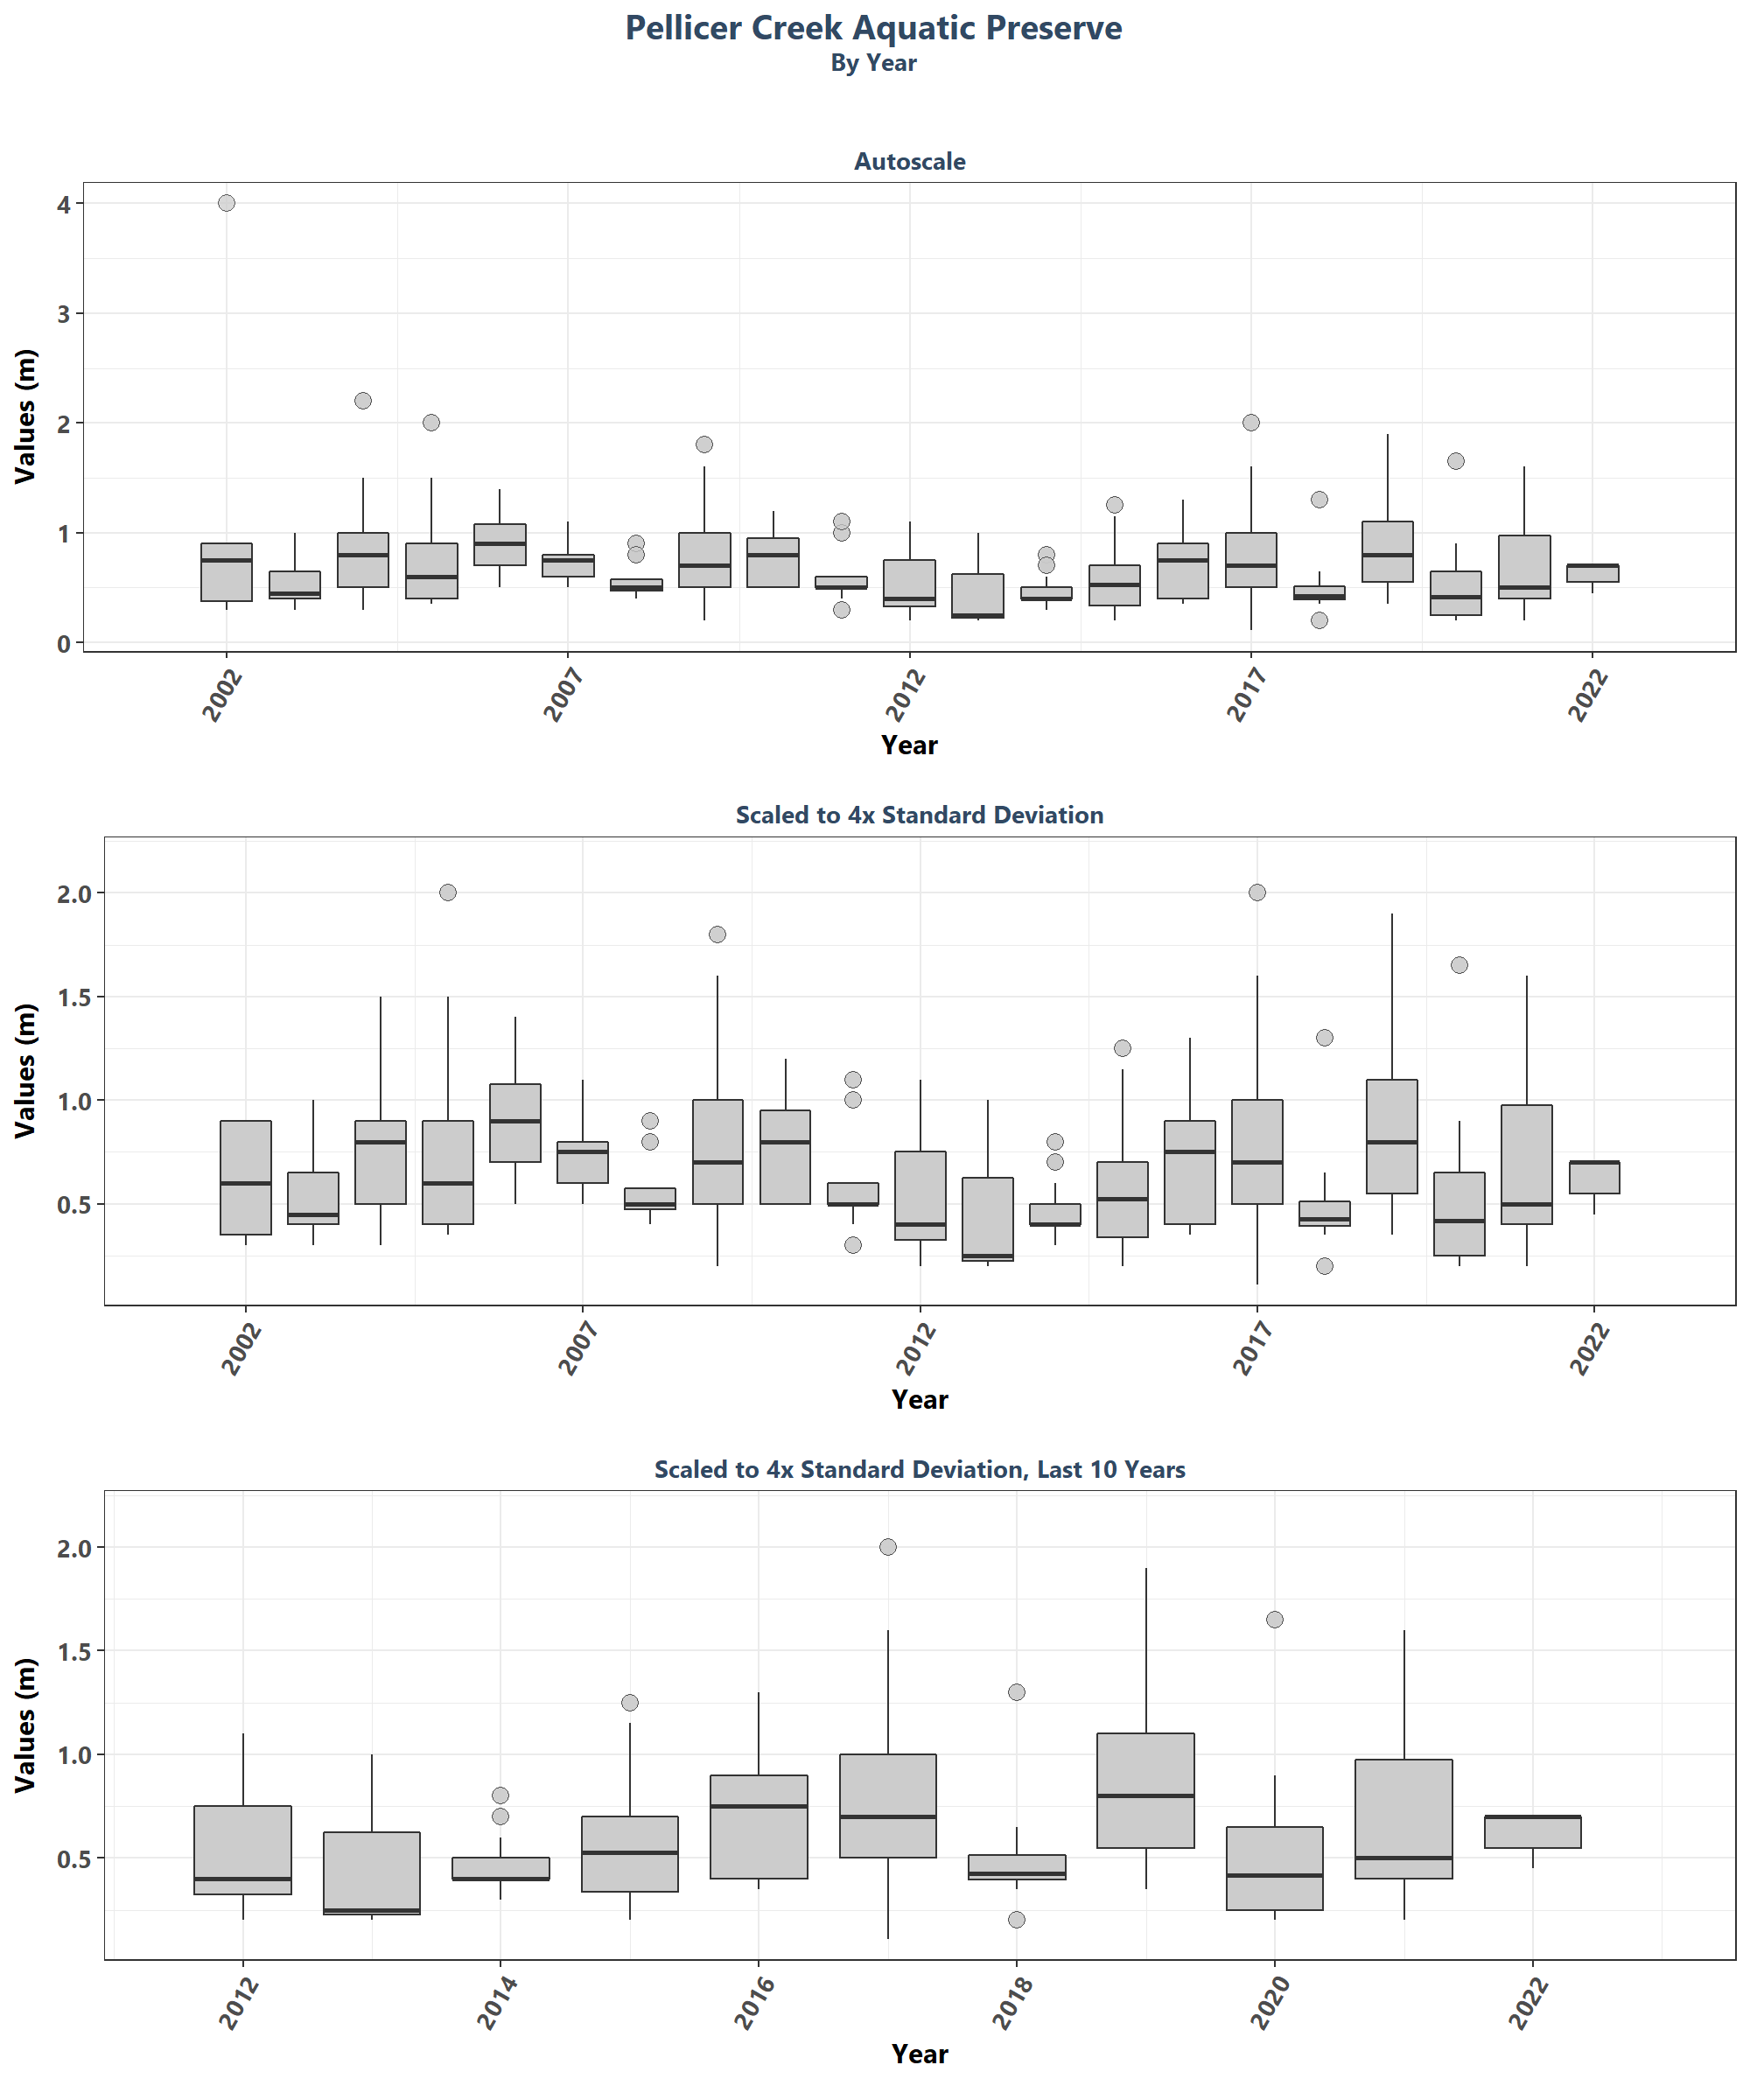 Pellicer Creek Aquatic Preserve
By Year
Autoscale
Values (m)
4
3
2
1
0
2002
2007
2012
2017
2022
Year
Scaled to 4x Standard Deviation
Values (m)
2.0
1.5
1.0
0.5
2002
2007
2012
2017
2022
Year
Scaled to 4x Standard Deviation, Last 10 Years
Values (m)
2.0
1.5
1.0
0.5
2012
2014
2016
2018
2020
2022
Year